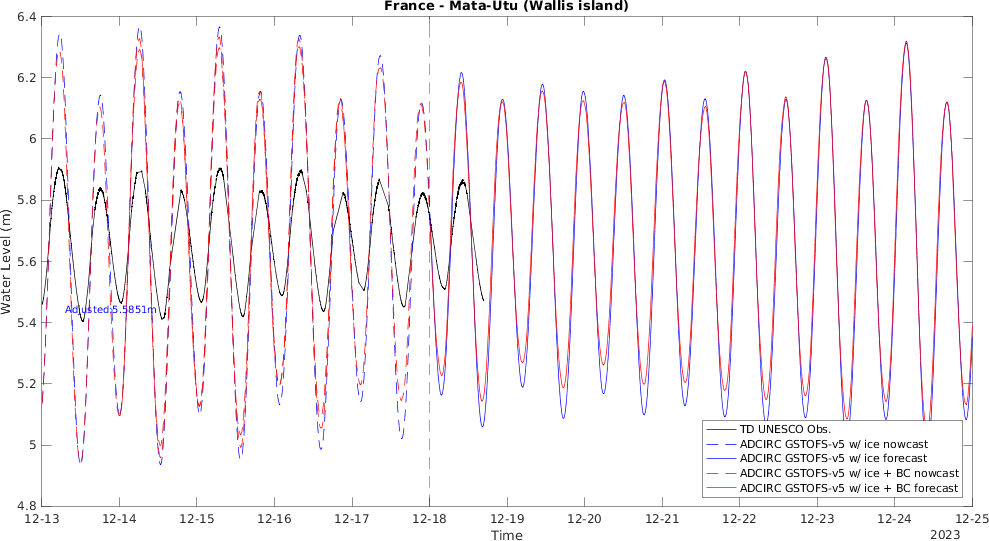 France - Mata-Utu (Wallis island)
6.4
6.2
6
5.8
5.6
5.4
5.2
5
4.8
Water Level (m)
Adjusted:5.5851m
TD UNESCO Obs.
ADCIRC GSTOFS-v5 w/ ice nowcast
ADCIRC GSTOFS-v5 w/ ice forecast
ADCIRC GSTOFS-v5 w/ ice + BC nowcast
ADCIRC GSTOFS-v5 w/ ice + BC forecast
12-13 12-14 12-15 12-16 12-17 12-18 12-19 12-20 12-21 12-22 12-23 12-24 12-25
Time
2023